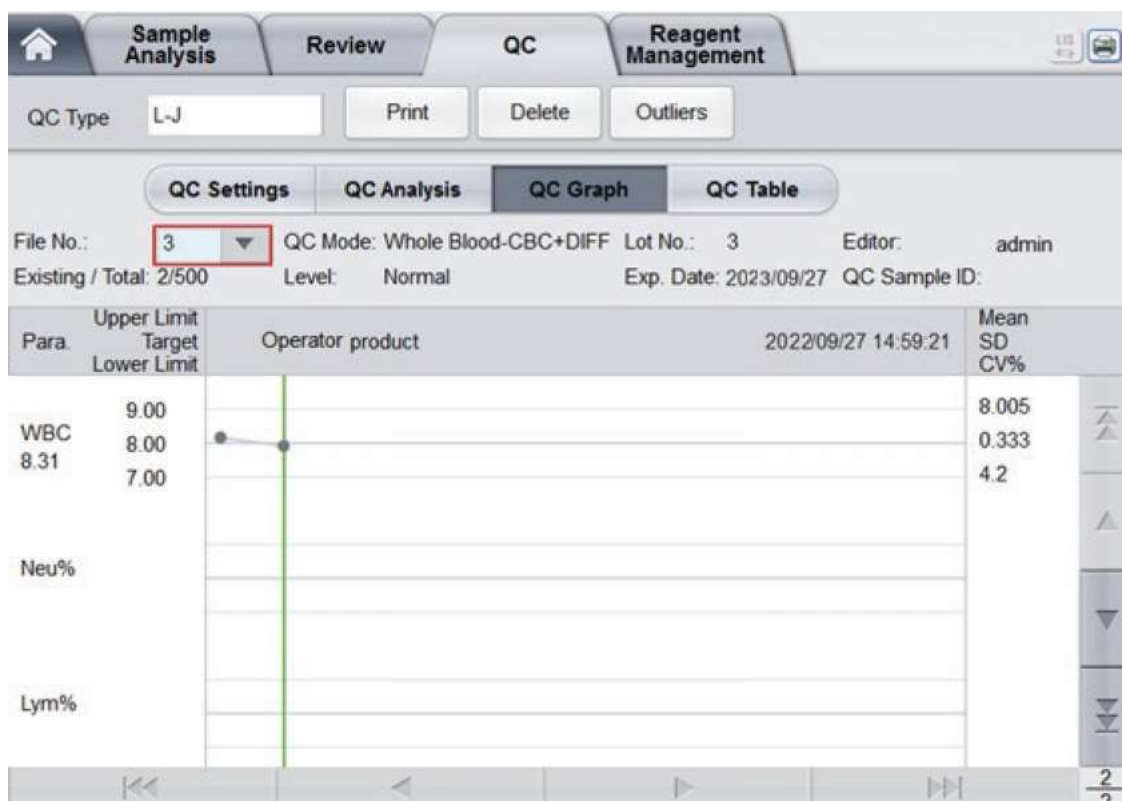 Sample Analysis Review QC Reagent Management LIS
QC Type L-J Print Delete Outliers
QC Settings QC Analysis QC Graph QC Table
File No.: 3 QC Mode: Whole Blood-CBC+DIFF Lot No.: 3 Editor: admin
Existing / Total: 2/500 Level: Normal Exp. Date: 2023/09/27 QC Sample ID:
Para. Upper Limit Target Lower Limit Operator product 2022/09/27 14:59:21 Mean SD CV%
9.00 8.005
WBC 8.00 0.333
8.31 7.00 4.2
Neu%
Lym%
2
2